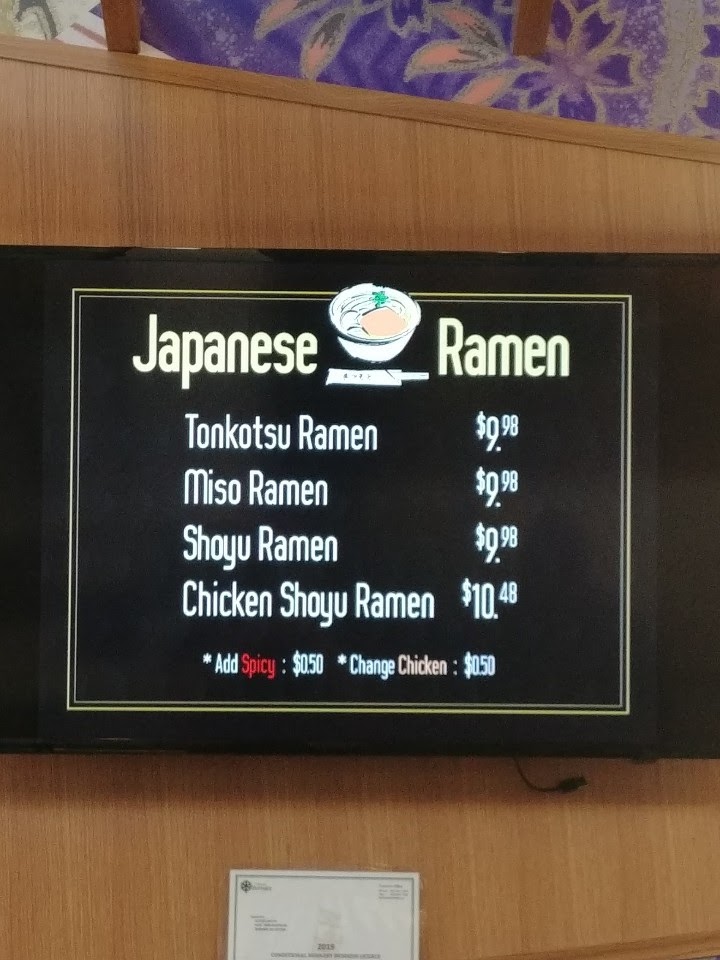 Japanese Ramen
Tonkotsu Ramen $9.98
Miso Ramen $9.98
Shoyu Ramen $9.98
Chicken Shoyu Ramen $10.48
* Add Spicy : $0.50 * Change Chicken : $0.50
2019